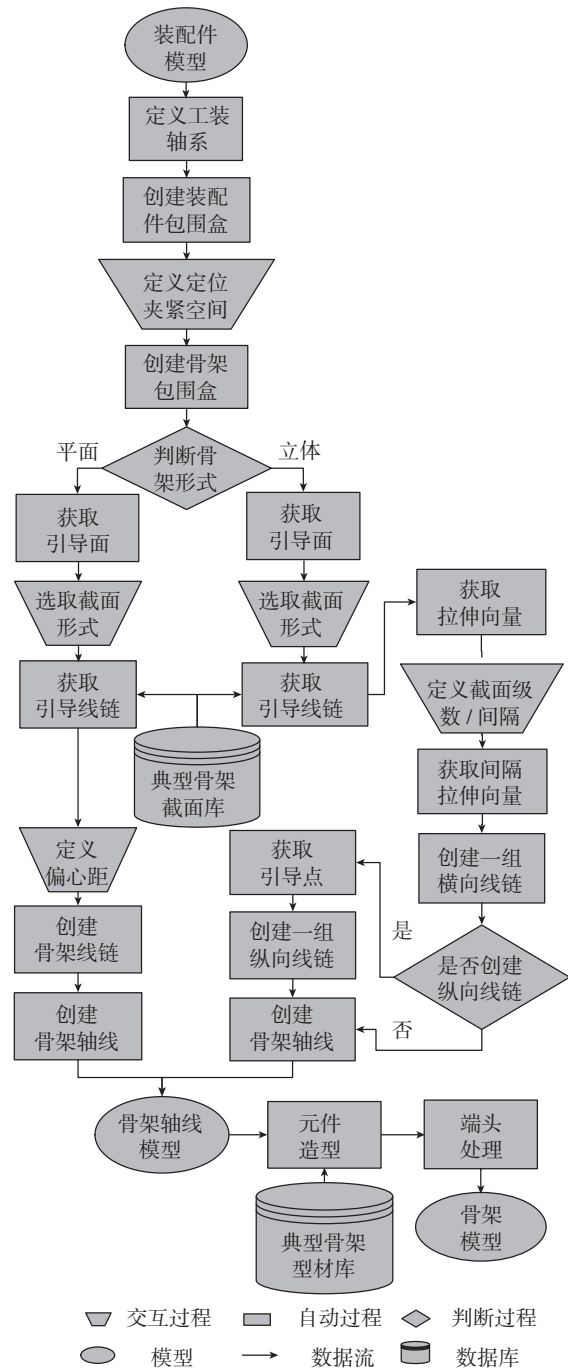 装配件
模型
定义工装
轴系
创建装配
件包围盒
定义定位
夹紧空间
创建骨架
包围盒
平面
判断骨
架形式
立体
获取
引导面
获取
引导面
选取截面
形式
选取截面
形式
获取
引导线链
获取
引导线链
典型骨架
截面库
获取
拉伸向量
定义截面级
数 / 间隔
获取间隔
拉伸向量
创建一组
横向线链
是否创建
纵向线链
是
否
获取
引导点
创建一组
纵向线链
创建
骨架轴线
定义
偏心距
创建
骨架线链
创建
骨架轴线
骨架轴线
模型
元件
造型
端头
处理
典型骨架
型材库
骨架
模型
交互过程
自动过程
判断过程
模型
数据流
数据库